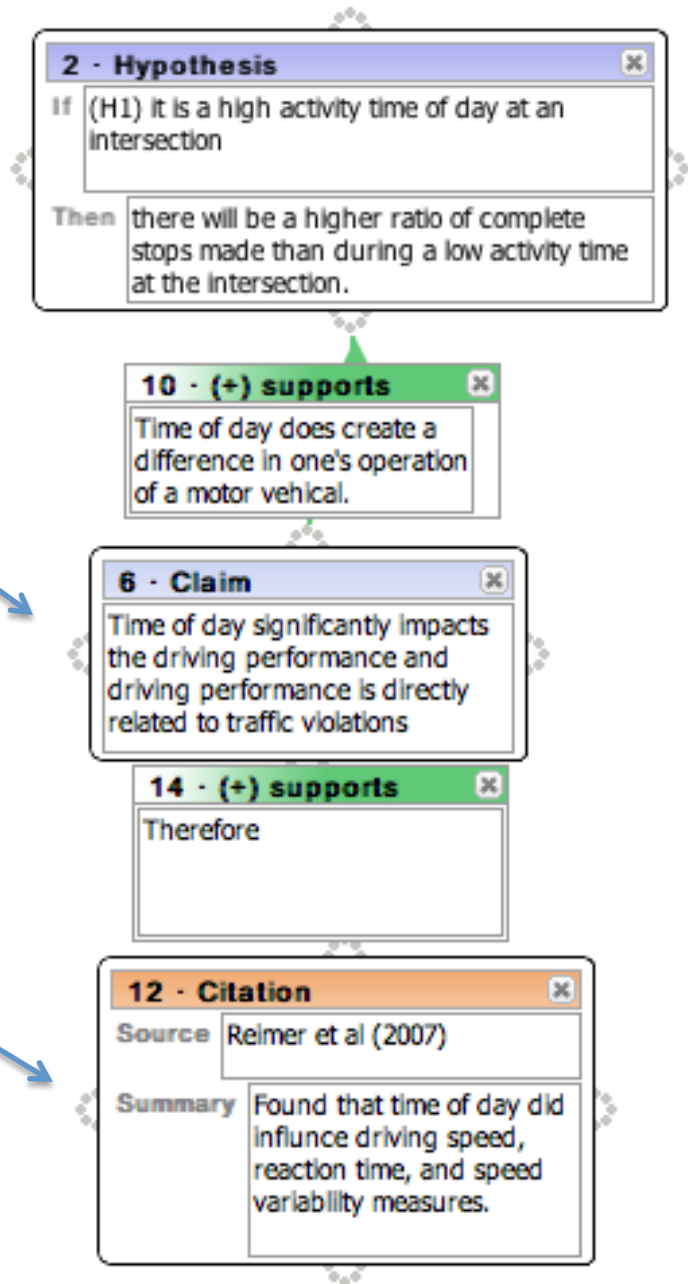 2 · Hypothesis
If (H1) it is a high activity time of day at an
intersection
Then there will be a higher ratio of complete
stops made than during a low activity time
at the intersection.
10 · (+) supports
Time of day does create a
difference in one's operation
of a motor vehical.
6 · Claim
Time of day significantly impacts
the driving performance and
driving performance is directly
related to traffic violations
14 · (+) supports
Therefore
12 · Citation
Source Reimer et al (2007)
Summary Found that time of day did
influnce driving speed,
reaction time, and speed
variability measures.